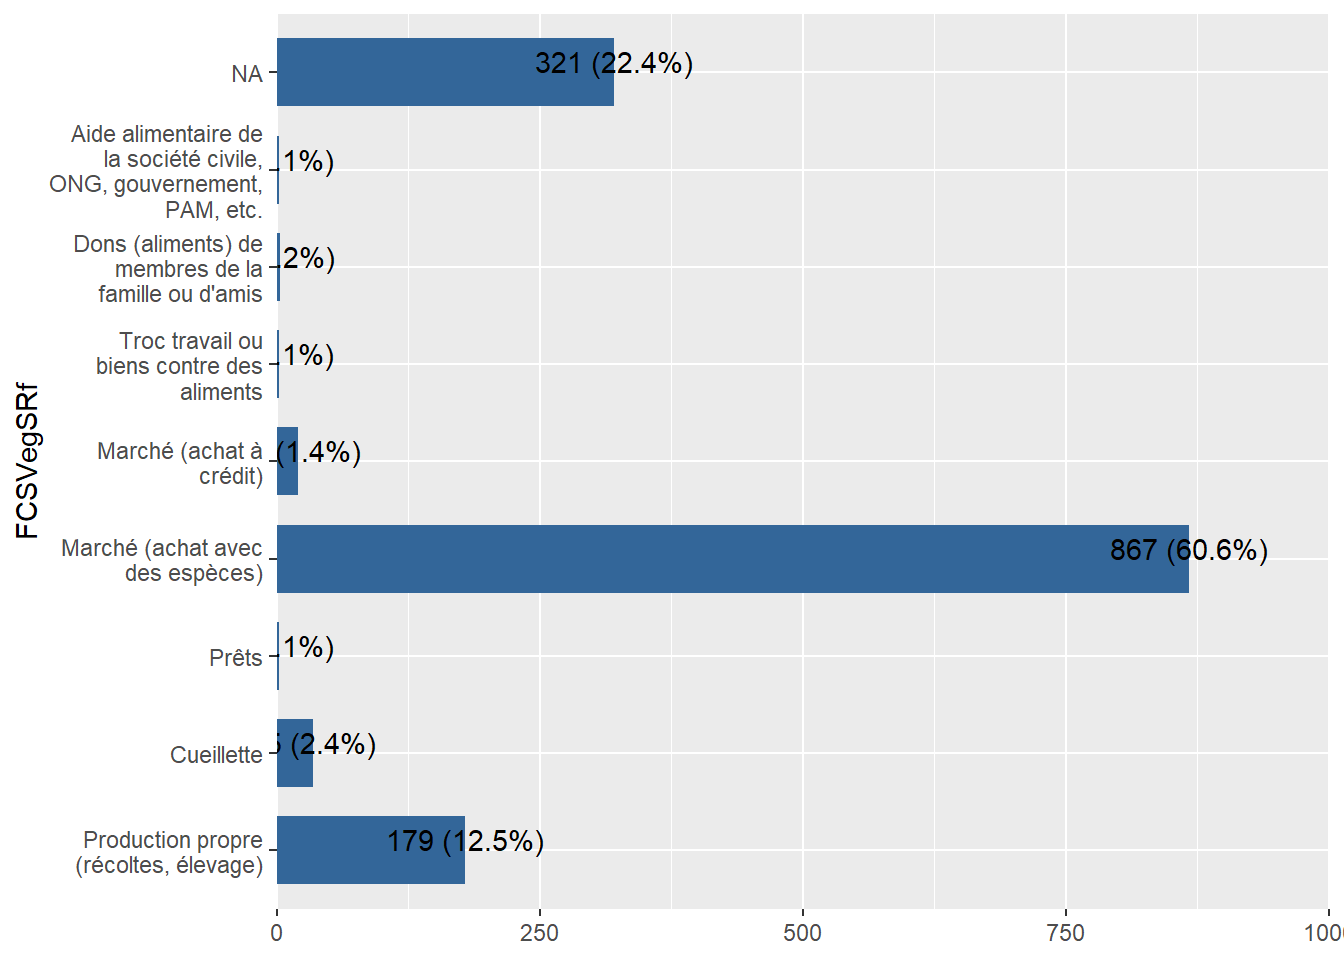 NA
321 (22.4%)
Aide alimentaire de
la société civile,
ONG, gouvernement,
PAM, etc.
1%)
Dons (aliments) de
membres de la
famille ou d'amis
.2%)
Troc travail ou
biens contre des
aliments
1%)
Marché (achat à
crédit)
(1.4%)
Marché (achat avec
des espèces)
867 (60.6%)
Prêts
1%)
Cueillette
(2.4%)
Production propre
(récoltes, élevage)
179 (12.5%)
FCSVegSRf
0
250
500
750